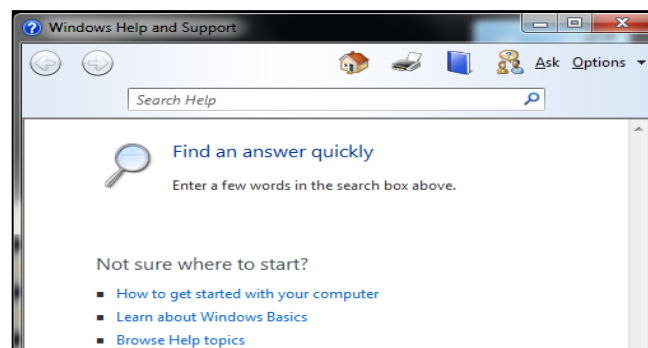 Windows Help and Support
Ask Options
Search Help
Find an answer quickly
Enter a few words in the search box above.
Not sure where to start?
How to get started with your computer
Learn about Windows Basics
Browse Help topics